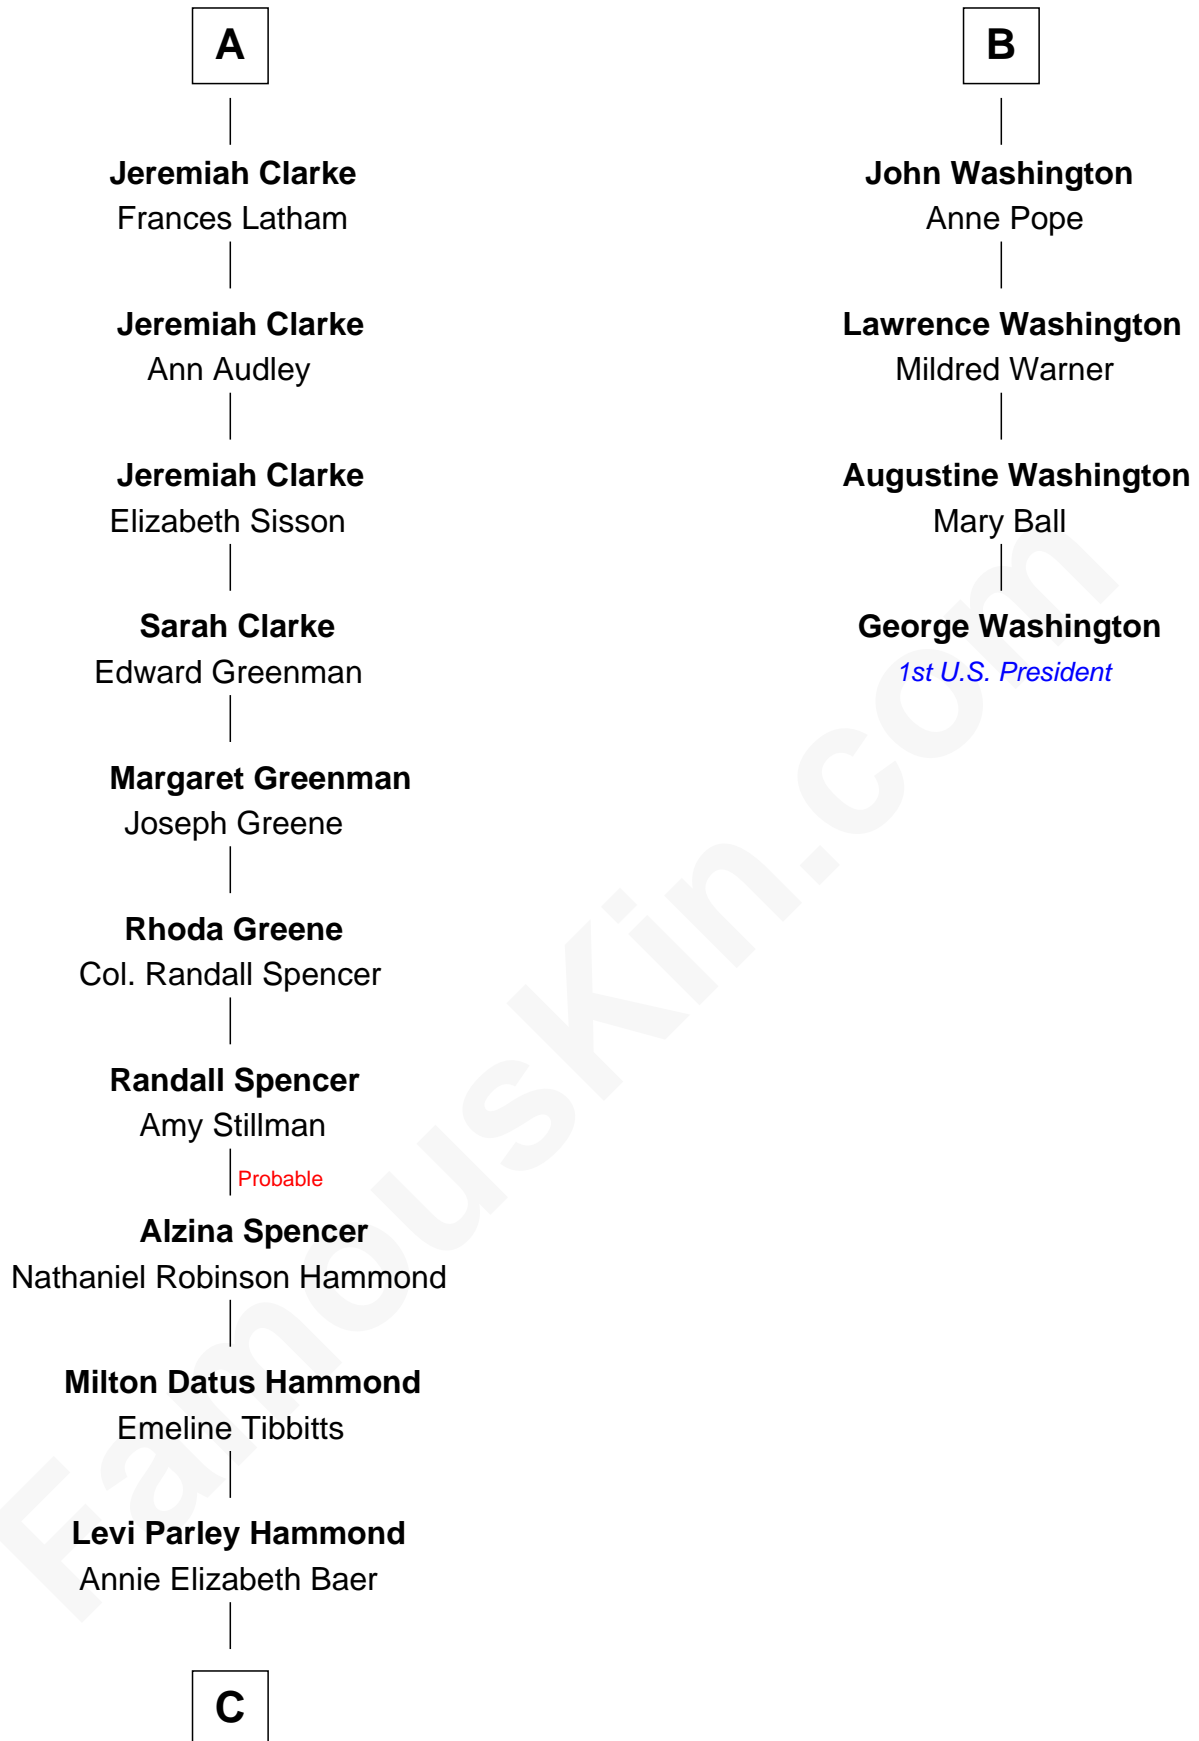 A
Jeremiah Clarke
Frances Latham
Jeremiah Clarke
Ann Audley
Jeremiah Clarke
Elizabeth Sisson
Sarah Clarke
Edward Greenman
Margaret Greenman
Joseph Greene
Rhoda Greene
Col. Randall Spencer
Randall Spencer
Amy Stillman
Probable
Alzina Spencer
Nathaniel Robinson Hammond
Milton Datus Hammond
Emeline Tibbitts
Levi Parley Hammond
Annie Elizabeth Baer
C
B
John Washington
Anne Pope
Lawrence Washington
Mildred Warner
Augustine Washington
Mary Ball
George Washington
1st U.S. President
FamousKin.com